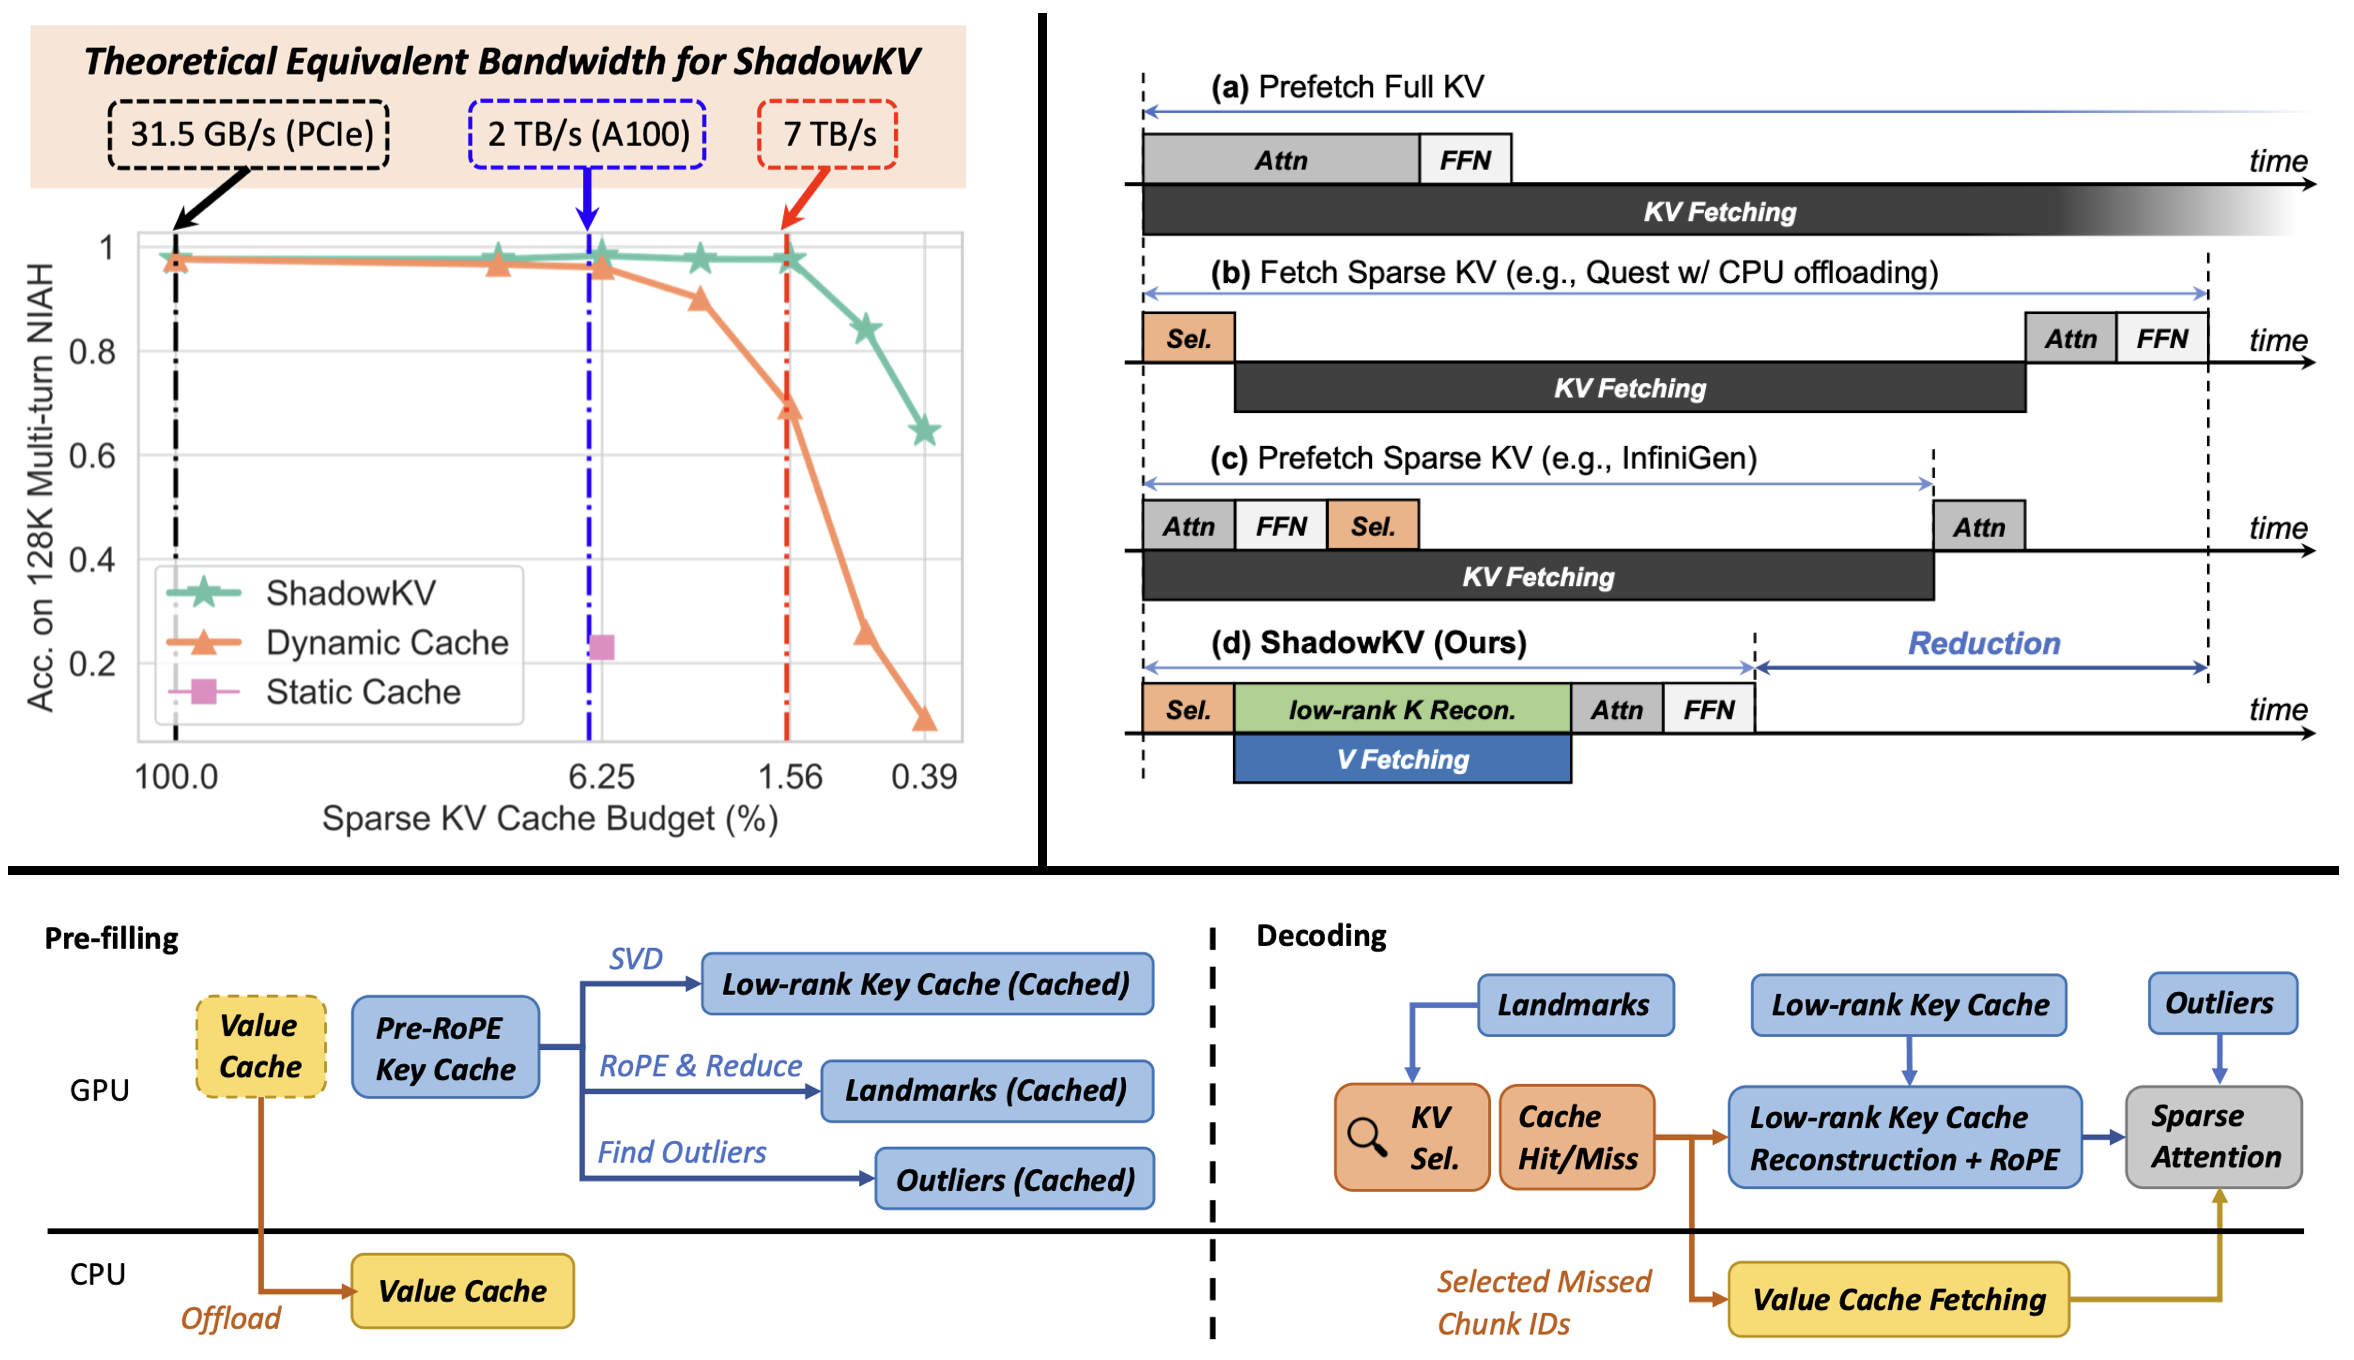 Theoretical Equivalent Bandwidth for ShadowKV
31.5 GB/s (PCIe)
2 TB/s (A100)
7 TB/s
Acc. on 128K Multi-turn NIAH
1
0.8
0.6
0.4
0.2
ShadowKV
Dynamic Cache
Static Cache
100.0
6.25
1.56
0.39
Sparse KV Cache Budget (%)
(a) Prefetch Full KV
Attn
FFN
time
KV Fetching
(b) Fetch Sparse KV (e.g., Quest w/ CPU offloading)
Sel.
Attn
FFN
time
KV Fetching
(c) Prefetch Sparse KV (e.g., InfiniGen)
Attn
FFN
Sel.
Attn
time
KV Fetching
(d) ShadowKV (Ours)
Reduction
Sel.
low-rank K Recon.
Attn
FFN
time
V Fetching
Pre-filling
GPU
CPU
Value
Cache
Pre-RoPE
Key Cache
SVD
Low-rank Key Cache (Cached)
RoPE & Reduce
Landmarks (Cached)
Find Outliers
Outliers (Cached)
Offload
Value Cache
Decoding
Landmarks
Low-rank Key Cache
Outliers
KV
Sel.
Cache
Hit/Miss
Low-rank Key Cache
Reconstruction + RoPE
Sparse
Attention
Selected Missed
Chunk IDs
Value Cache Fetching